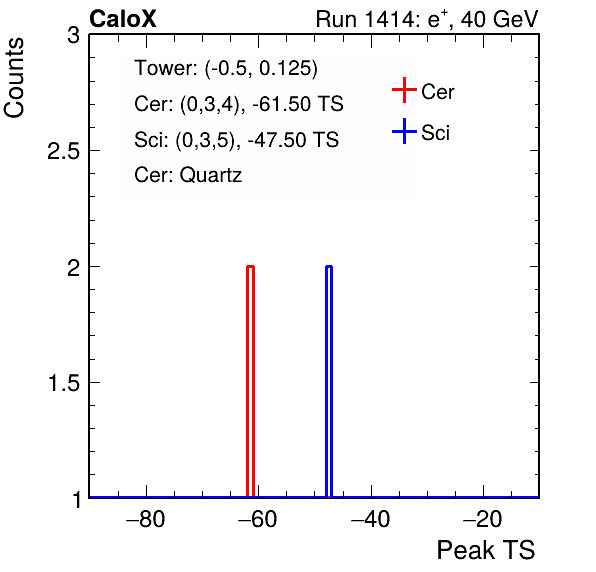 CaloX Run 1414: e⁺, 40 GeV
Counts
Tower: (-0.5, 0.125)
Cer: (0,3,4), -61.50 TS
Sci: (0,3,5), -47.50 TS
Cer: Quartz
Cer
Sci
3
2.5
2
1.5
1
−80 −60 −40 −20
Peak TS